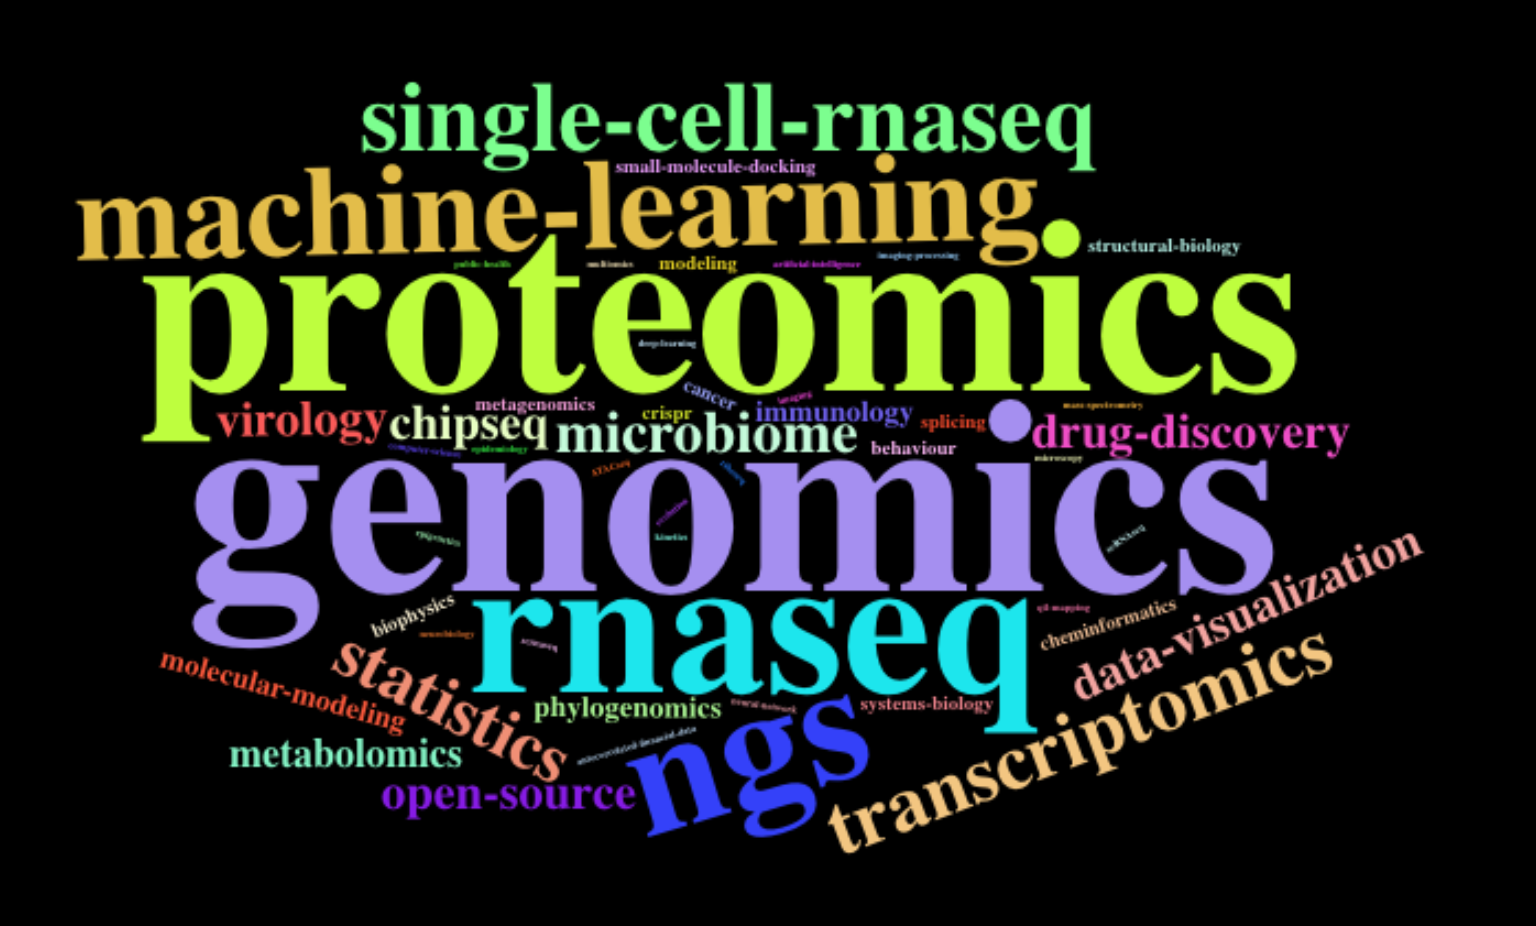 single-cell-rnaseq
small-molecule-docking
machine-learning
structural-biology
public-health
multiomics
modeling
artificial-intelligence
imaging-processing
proteomics
deep-learning
cancer
imaging
metagenomics
crispr
mass-spectrometry
virology
chipseq
microbiome
immunology
splicing
drug-discovery
computer-science
epidemiology
behaviour
microscopy
ATACseq
genomics
evolution
kinetics
epigenetics
scRNAseq
biophysics
neurobiology
rnaseq
qtl-mapping
cheminformatics
data-visualization
molecular-modeling
statistics
phylogenomics
neural-network
systems-biology
transcriptomics
metabolomics
ngs
open-source